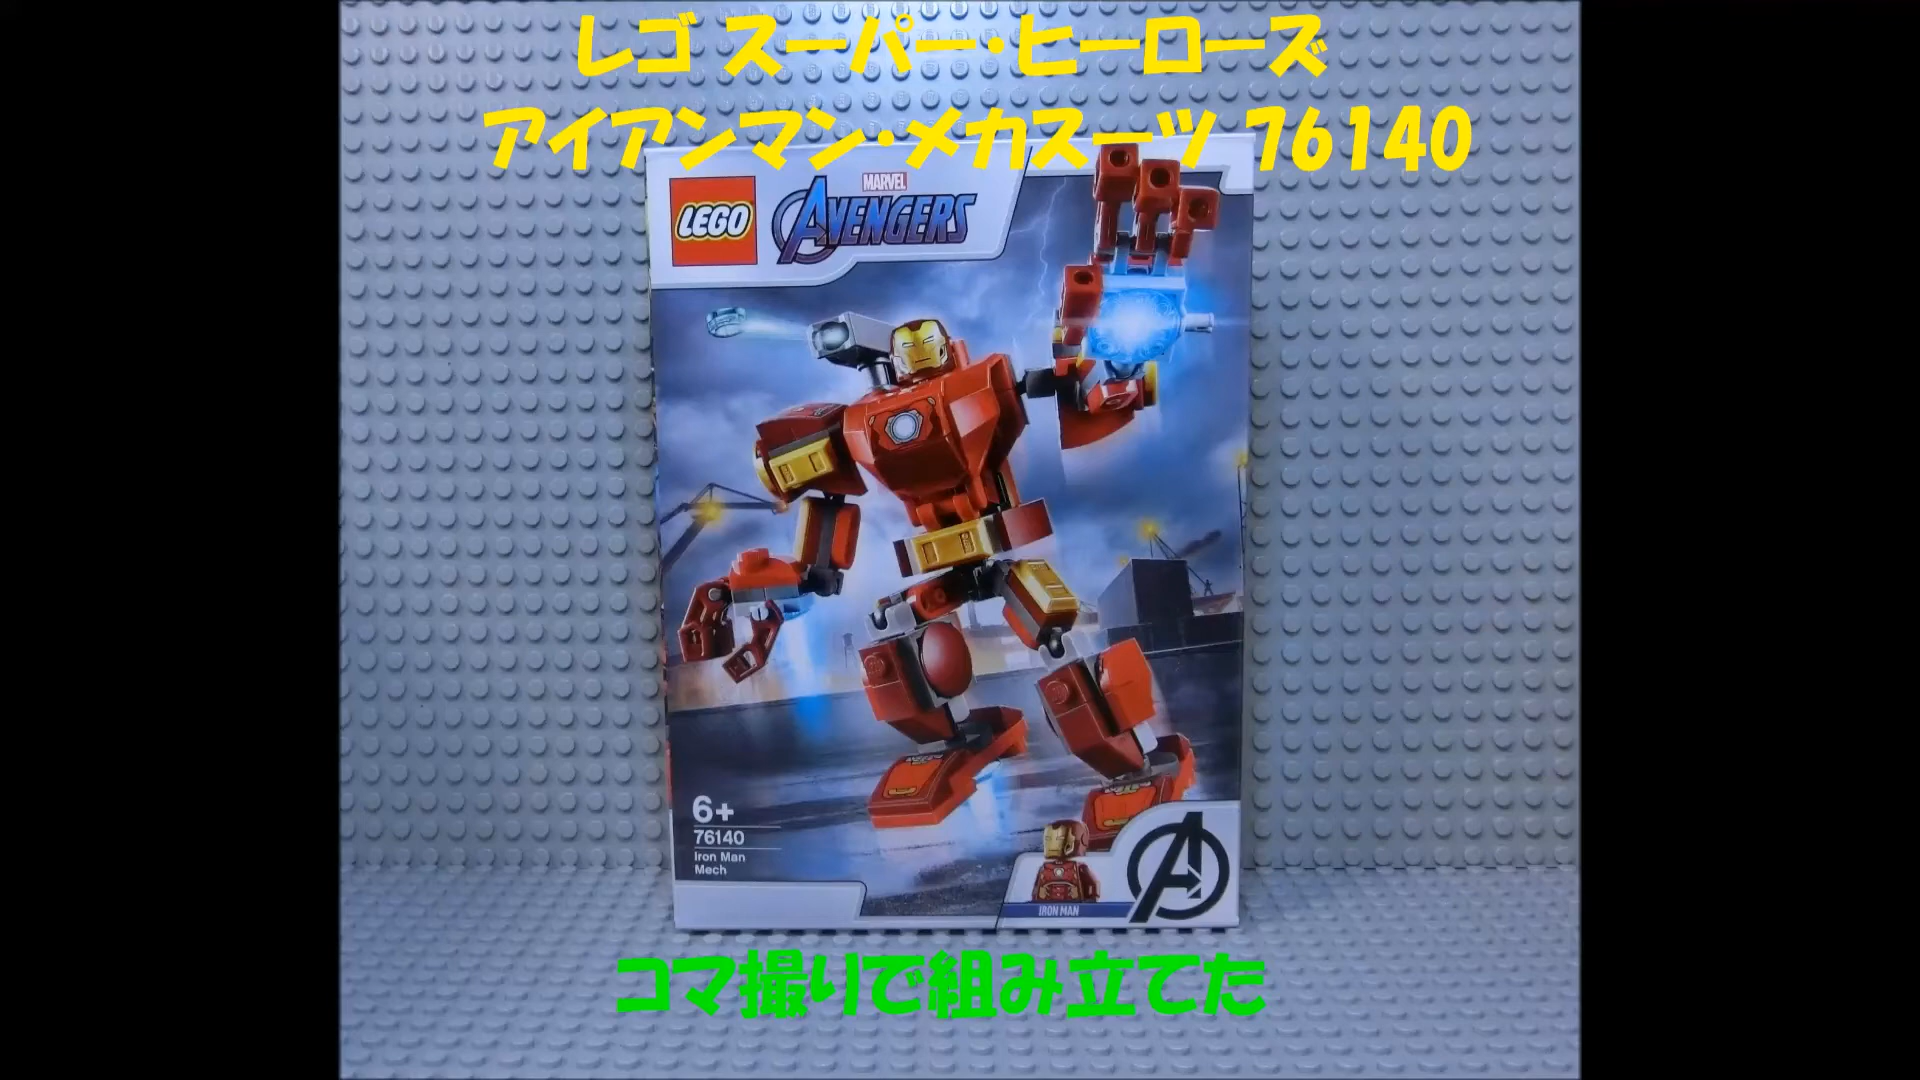 レゴ スーパー・ヒーローズ
アイアンマン・メカスーツ 76140
LEGO
MARVEL
AVENGERS
6+
76140
Iron Man
Mech
IRON MAN
コマ撮りで組み立てた